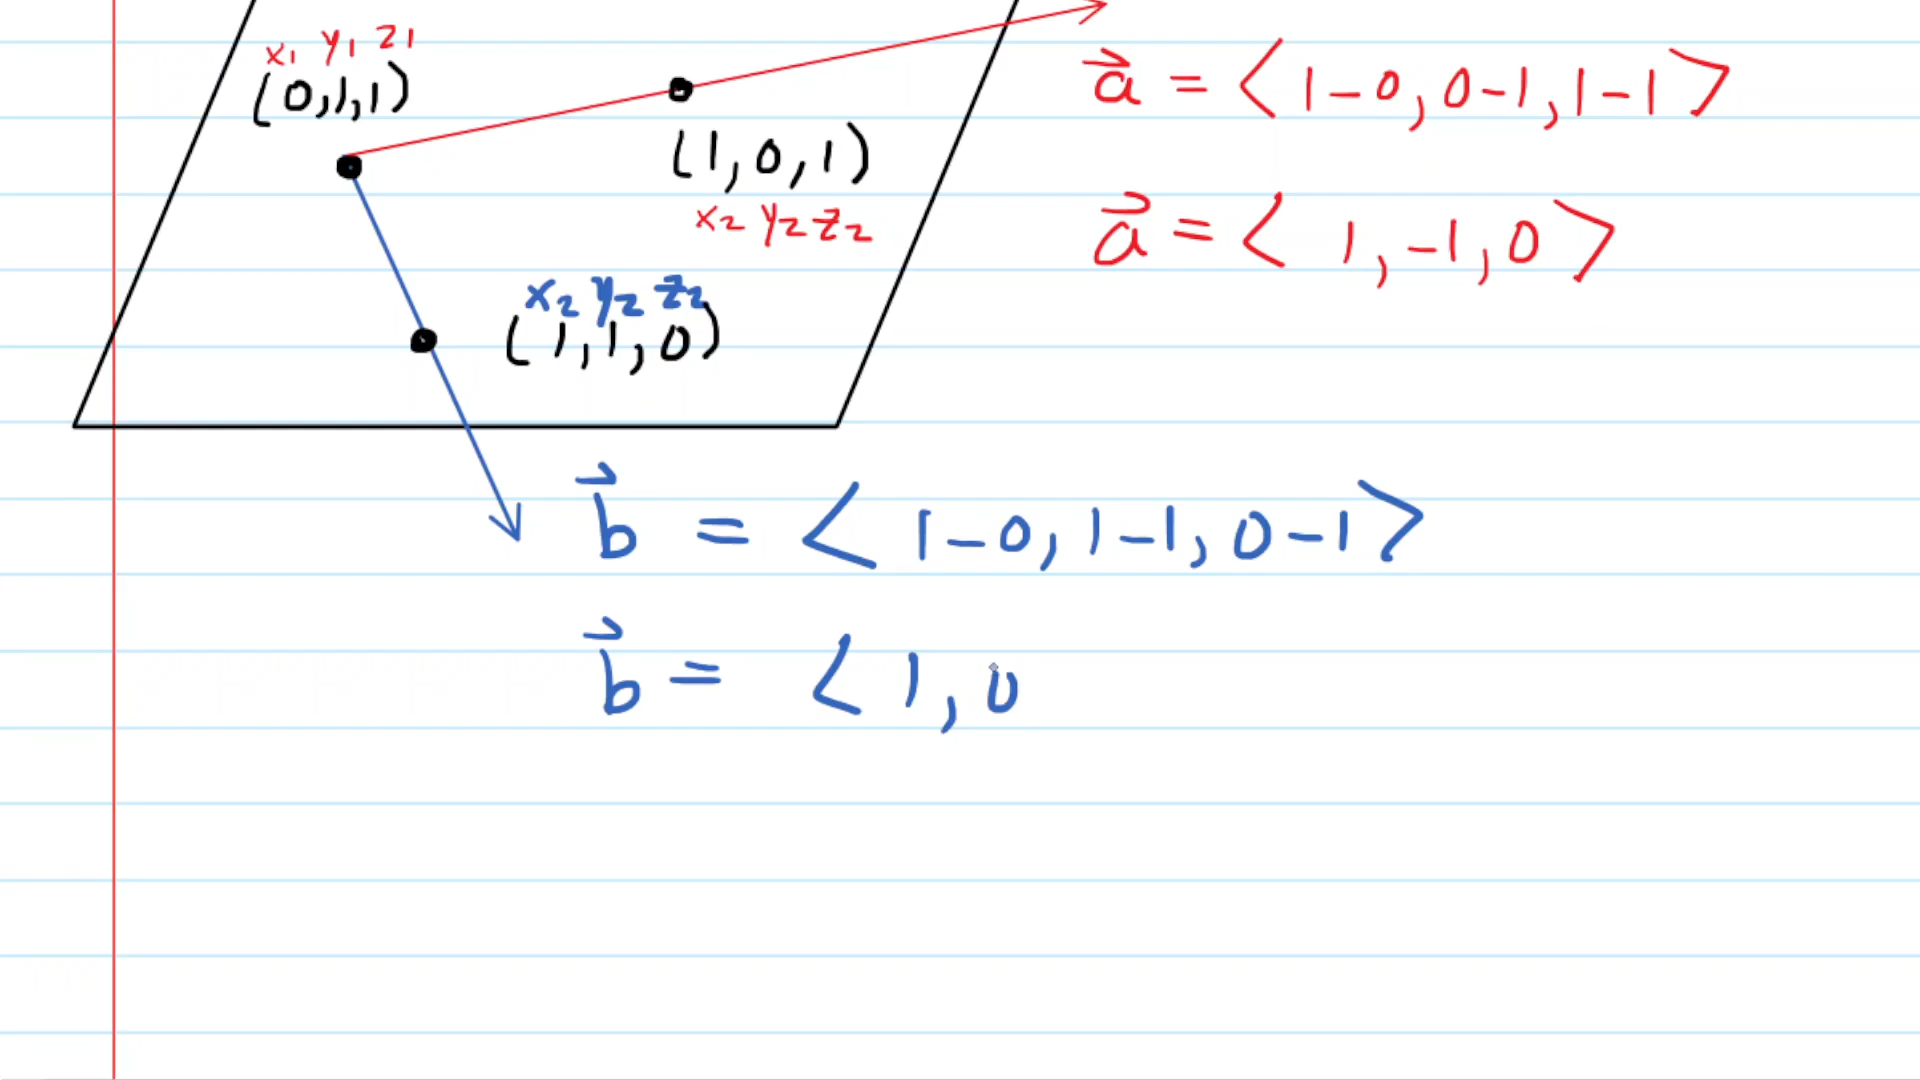 x1 y1 z1
(0,1,1)
(1,0,1)
x2 y2 z2
x2 y2 z2
(1,1,0)
a⃗ = < 1-0, 0-1, 1-1 >
a⃗ = < 1, -1, 0 >
b⃗ = < 1-0, 1-1, 0-1 >
b⃗ = < 1, 0